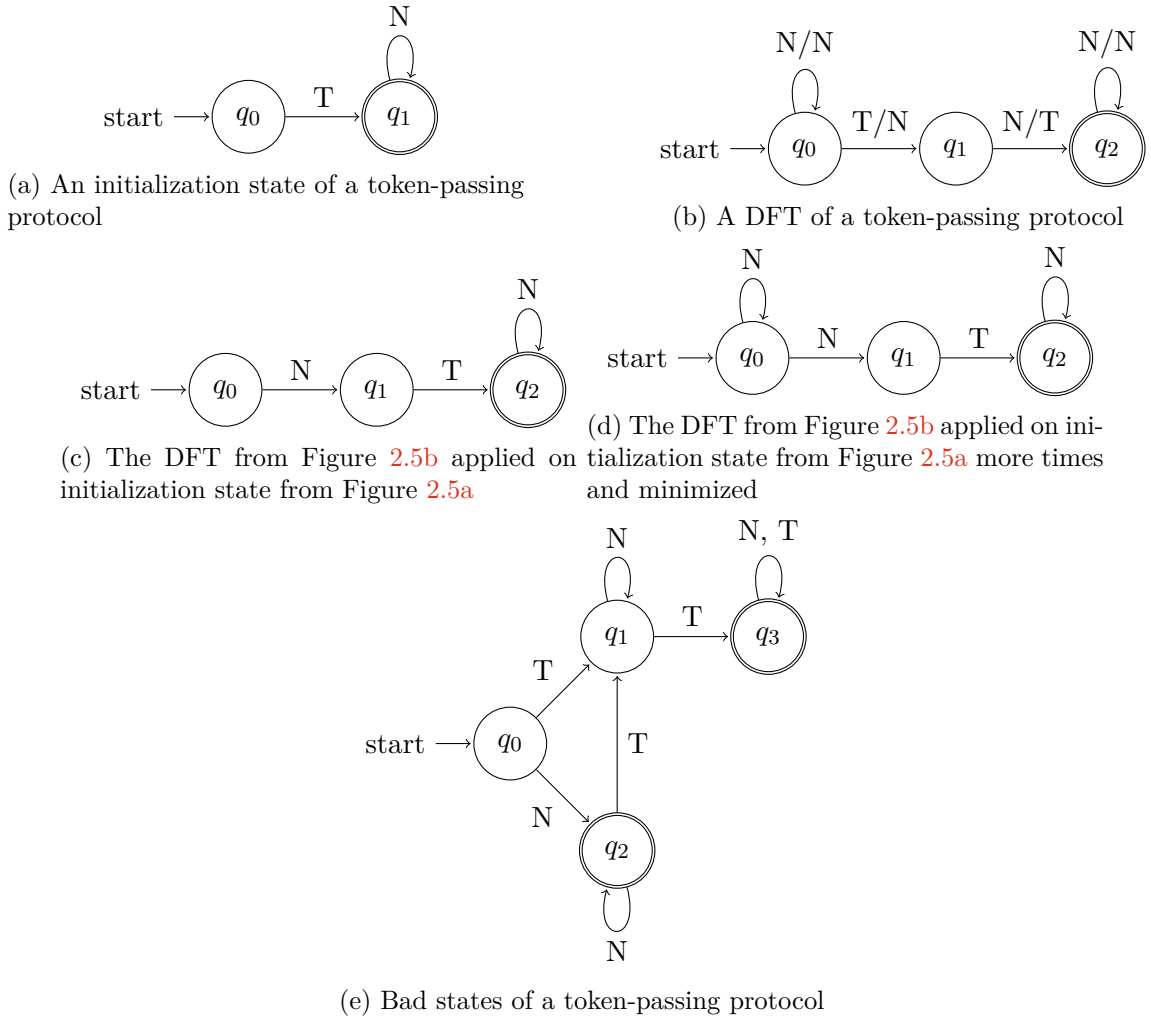 N
start
q0
T
q1
(a) An initialization state of a token-passing
protocol
N/N
N/N
start
q0
T/N
q1
N/T
q2
(b) A DFT of a token-passing protocol
N
start
q0
N
q1
T
q2
(c) The DFT from Figure 2.5b applied on
initialization state from Figure 2.5a
N
N
start
q0
N
q1
T
q2
(d) The DFT from Figure 2.5b applied on ini-
tialization state from Figure 2.5a more times
and minimized
N
N, T
q1
T
q3
T
start
q0
T
N
q2
N
(e) Bad states of a token-passing protocol